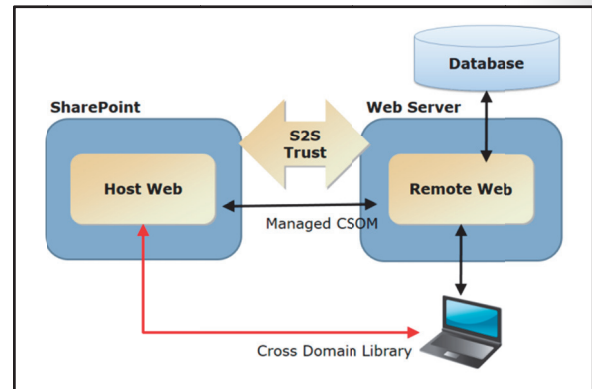 Database
SharePoint
Web Server
S2S
Trust
Host Web
Remote Web
Managed CSOM
Cross Domain Library